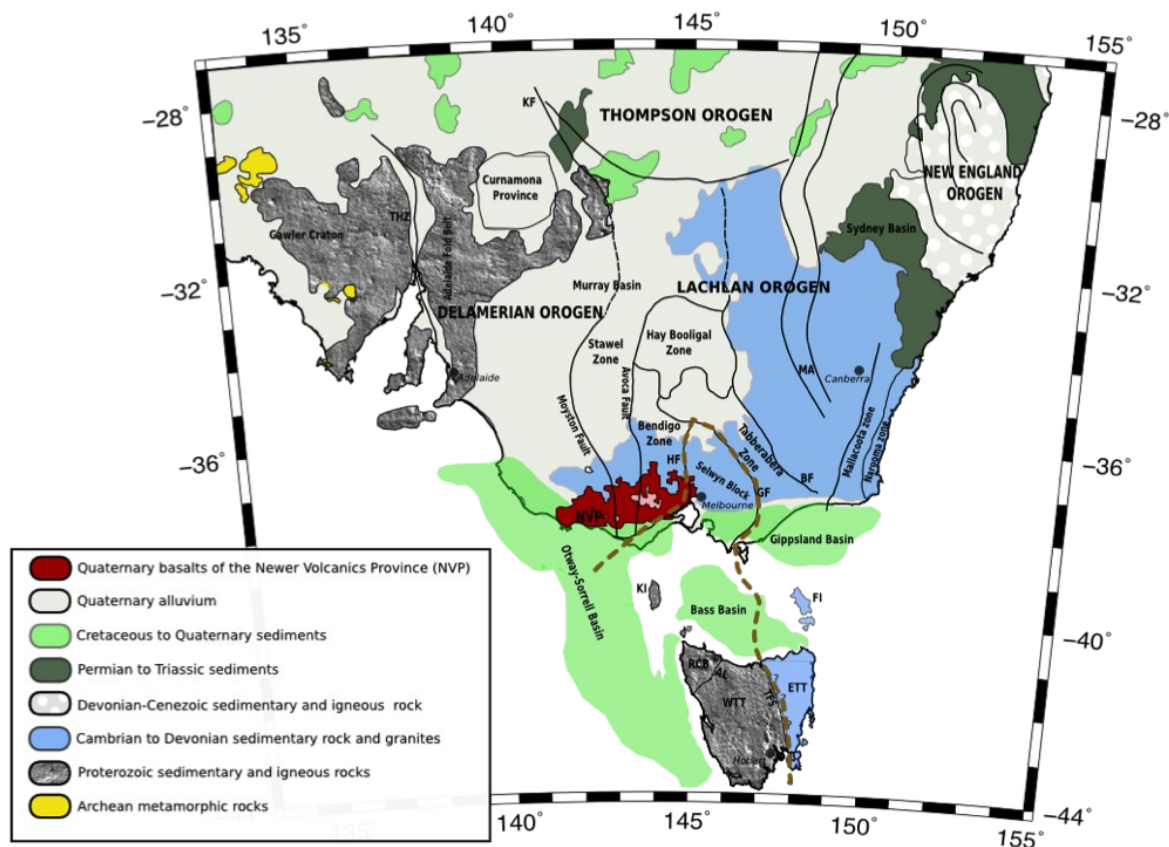 135°
140°
145°
150°
155°
−28°
KF
THOMPSON OROGEN
−28°
Curnamona
Province
NEW ENGLAND
OROGEN
THZ
Gawler Craton
Adelaide Fold Belt
Sydney Basin
−32°
Murray Basin
LACHLAN OROGEN
−32°
DELAMERIAN OROGEN
Stawel
Zone
Hay Booligal
Zone
Adelaide
Avoca Fault
MA
Canberra
Moyston Fault
−36°
Bendigo
Zone
Tabberabera
Zone
Mallacoota zone
Narooma zone
−36°
HF
Selwyn Block
GF
BF
Melbourne
NVP
Gippsland Basin
Otway-Sorrell Basin
KI
Bass Basin
FI
−40°
RCB
AL
?
ETT
WTT
TFS
?
Hobart
Quaternary basalts of the Newer Volcanics Province (NVP)
Quaternary alluvium
Cretaceous to Quaternary sediments
Permian to Triassic sediments
Devonian-Cenezoic sedimentary and igneous rock
Cambrian to Devonian sedimentary rock and granites
Proterozoic sedimentary and igneous rocks
Archean metamorphic rocks
−44°
−44°
135°
140°
145°
150°
155°